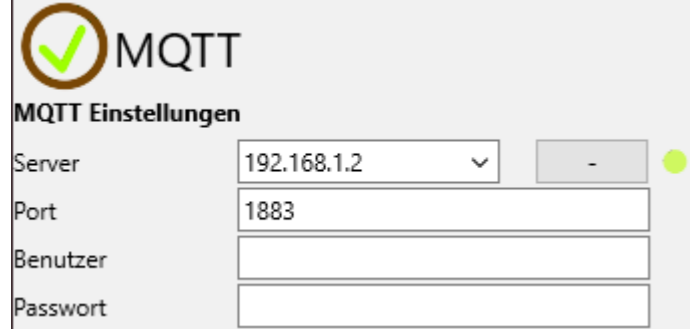 MQTT
MQTT Einstellungen
Server 192.168.1.2 -
Port 1883
Benutzer
Passwort